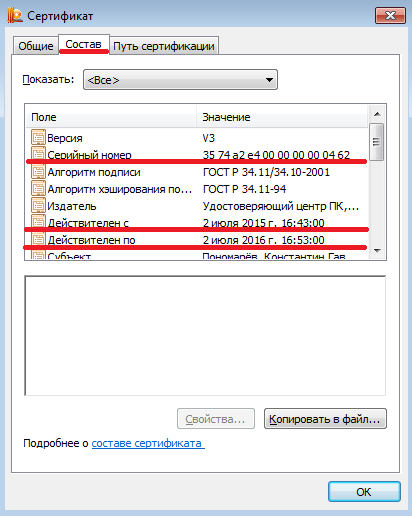 Сертификат
Общие Состав Путь сертификации
Показать: <Все>
Поле Значение
Версия V3
Серийный номер 35 74 a2 e4 00 00 00 00 04 62
Алгоритм подписи ГОСТ Р 34.11/34.10-2001
Алгоритм хэширования по... ГОСТ Р 34.11-94
Издатель Удостоверяющий центр ПК,...
Действителен с 2 июля 2015 г. 16:43:00
Действителен по 2 июля 2016 г. 16:53:00
Субъект Пономарёв, Константин Гав
Свойства... Копировать в файл...
Подробнее о составе сертификата
ОК